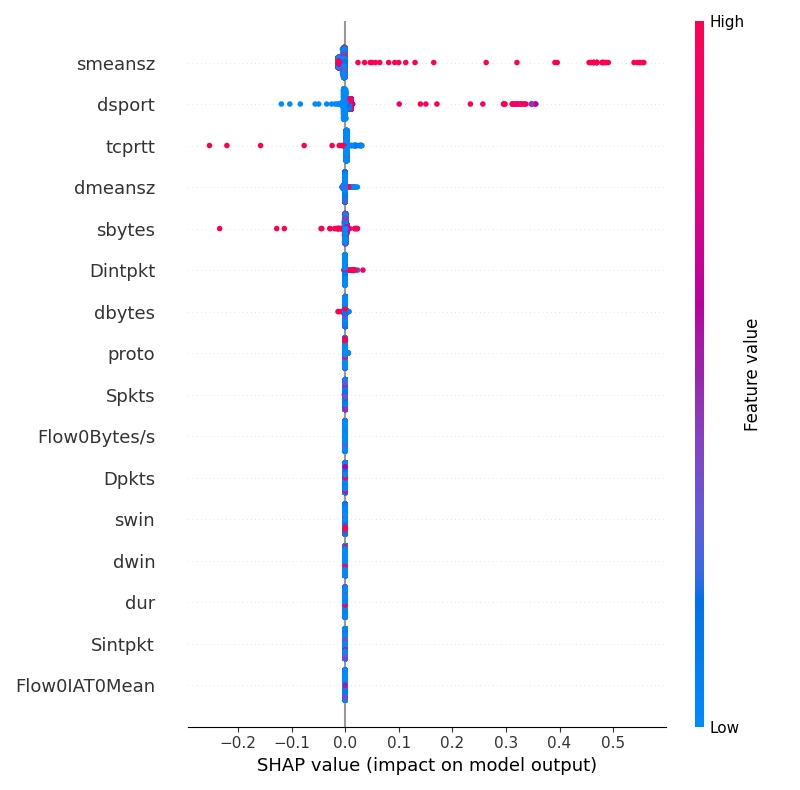 High
smeansz
dsport
tcprtt
dmeansz
sbytes
Dintpkt
dbytes
proto
Spkts
Flow0Bytes/s
Dpkts
swin
dwin
dur
Sintpkt
Flow0IAT0Mean
Feature value
Low
−0.2 −0.1 0.0 0.1 0.2 0.3 0.4 0.5
SHAP value (impact on model output)